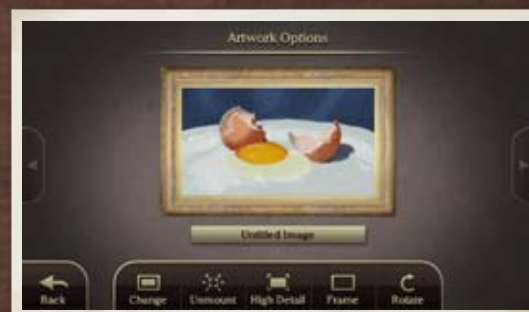 Artwork Options
Untitled Image
Back
Change
Unmount
High Detail
Frame
Rotate